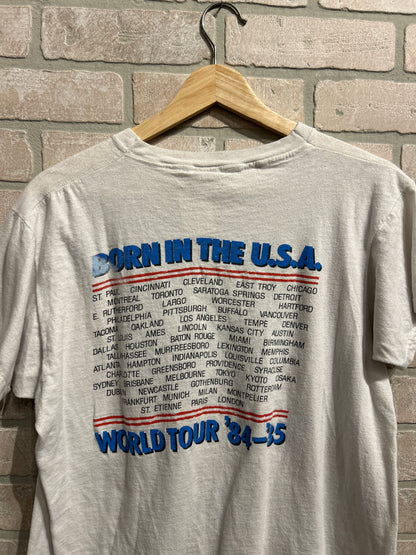 BORN IN THE U.S.A.
ST. PAUL CINCINNATI CLEVELAND EAST TROY CHICAGO
MONTREAL TORONTO SARATOGA SPRINGS DETROIT
E. RUTHERFORD LARGO WORCESTER HARTFORD
PHILADELPHIA PITTSBURGH BUFFALO VANCOUVER
TACOMA OAKLAND LOS ANGELES TEMPE DENVER
ST. LOUIS AMES LINCOLN KANSAS CITY AUSTIN
DALLAS HOUSTON BATON ROUGE MIAMI BIRMINGHAM
TALLAHASSEE MURFREESBORO LEXINGTON MEMPHIS
ATLANTA HAMPTON INDIANAPOLIS LOUISVILLE COLUMBIA
CHARLOTTE GREENSBORO PROVIDENCE SYRACUSE
SYDNEY BRISBANE MELBOURNE TOKYO KYOTO OSAKA
DUBLIN NEWCASTLE GOTHENBURG ROTTERDAM
FRANKFURT MUNICH MILAN MONTPELIER
ST. ETIENNE PARIS LONDON
WORLD TOUR '84–85